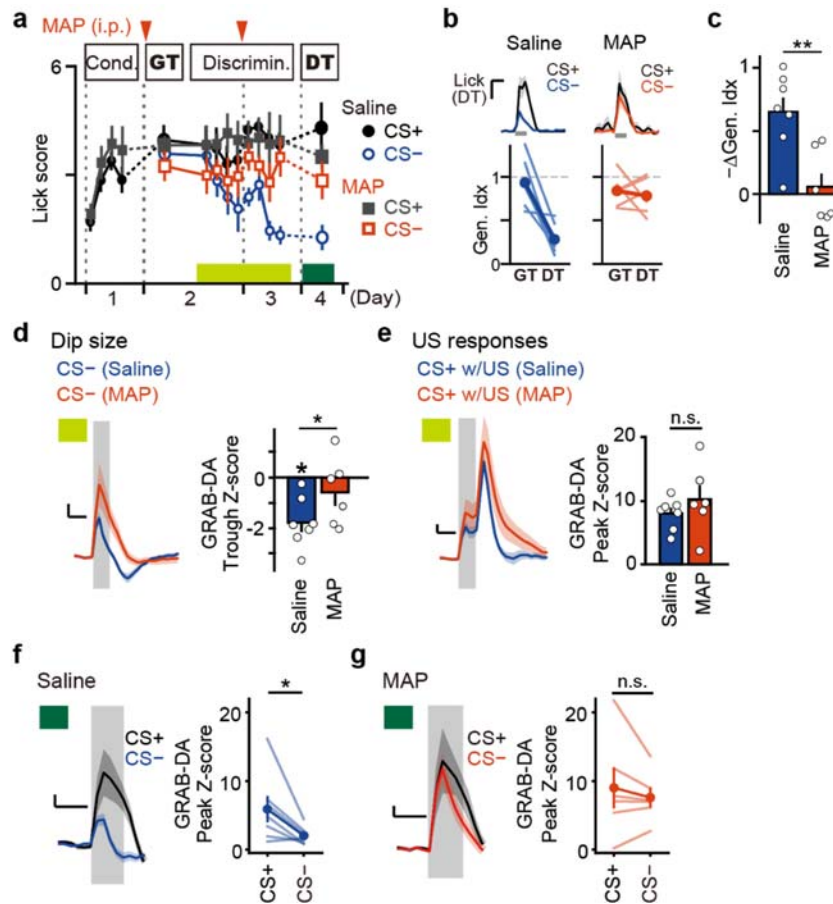 a
MAP (i.p.)
Cond. GT Discrimin. DT
6
3
0
Lick score
Saline
CS+
CS−
MAP
CS+
CS−
1 2 3 4 (Day)
b
Saline MAP
Lick (DT)
CS+
CS−
CS+
CS−
Gen. Idx
1
0
GT DT GT DT
c
**
−ΔGen. Idx
1
0
Saline
MAP
d
Dip size
CS− (Saline)
CS− (MAP)
*
*
0
−2
GRAB-DA
Trough Z-score
Saline
MAP
e
US responses
CS+ w/US (Saline)
CS+ w/US (MAP)
n.s.
20
10
0
GRAB-DA
Peak Z-score
Saline
MAP
f
Saline
CS+
CS−
*
20
10
0
GRAB-DA
Peak Z-score
CS+
CS−
g
MAP
CS+
CS−
n.s.
20
10
0
GRAB-DA
Peak Z-score
CS+
CS−